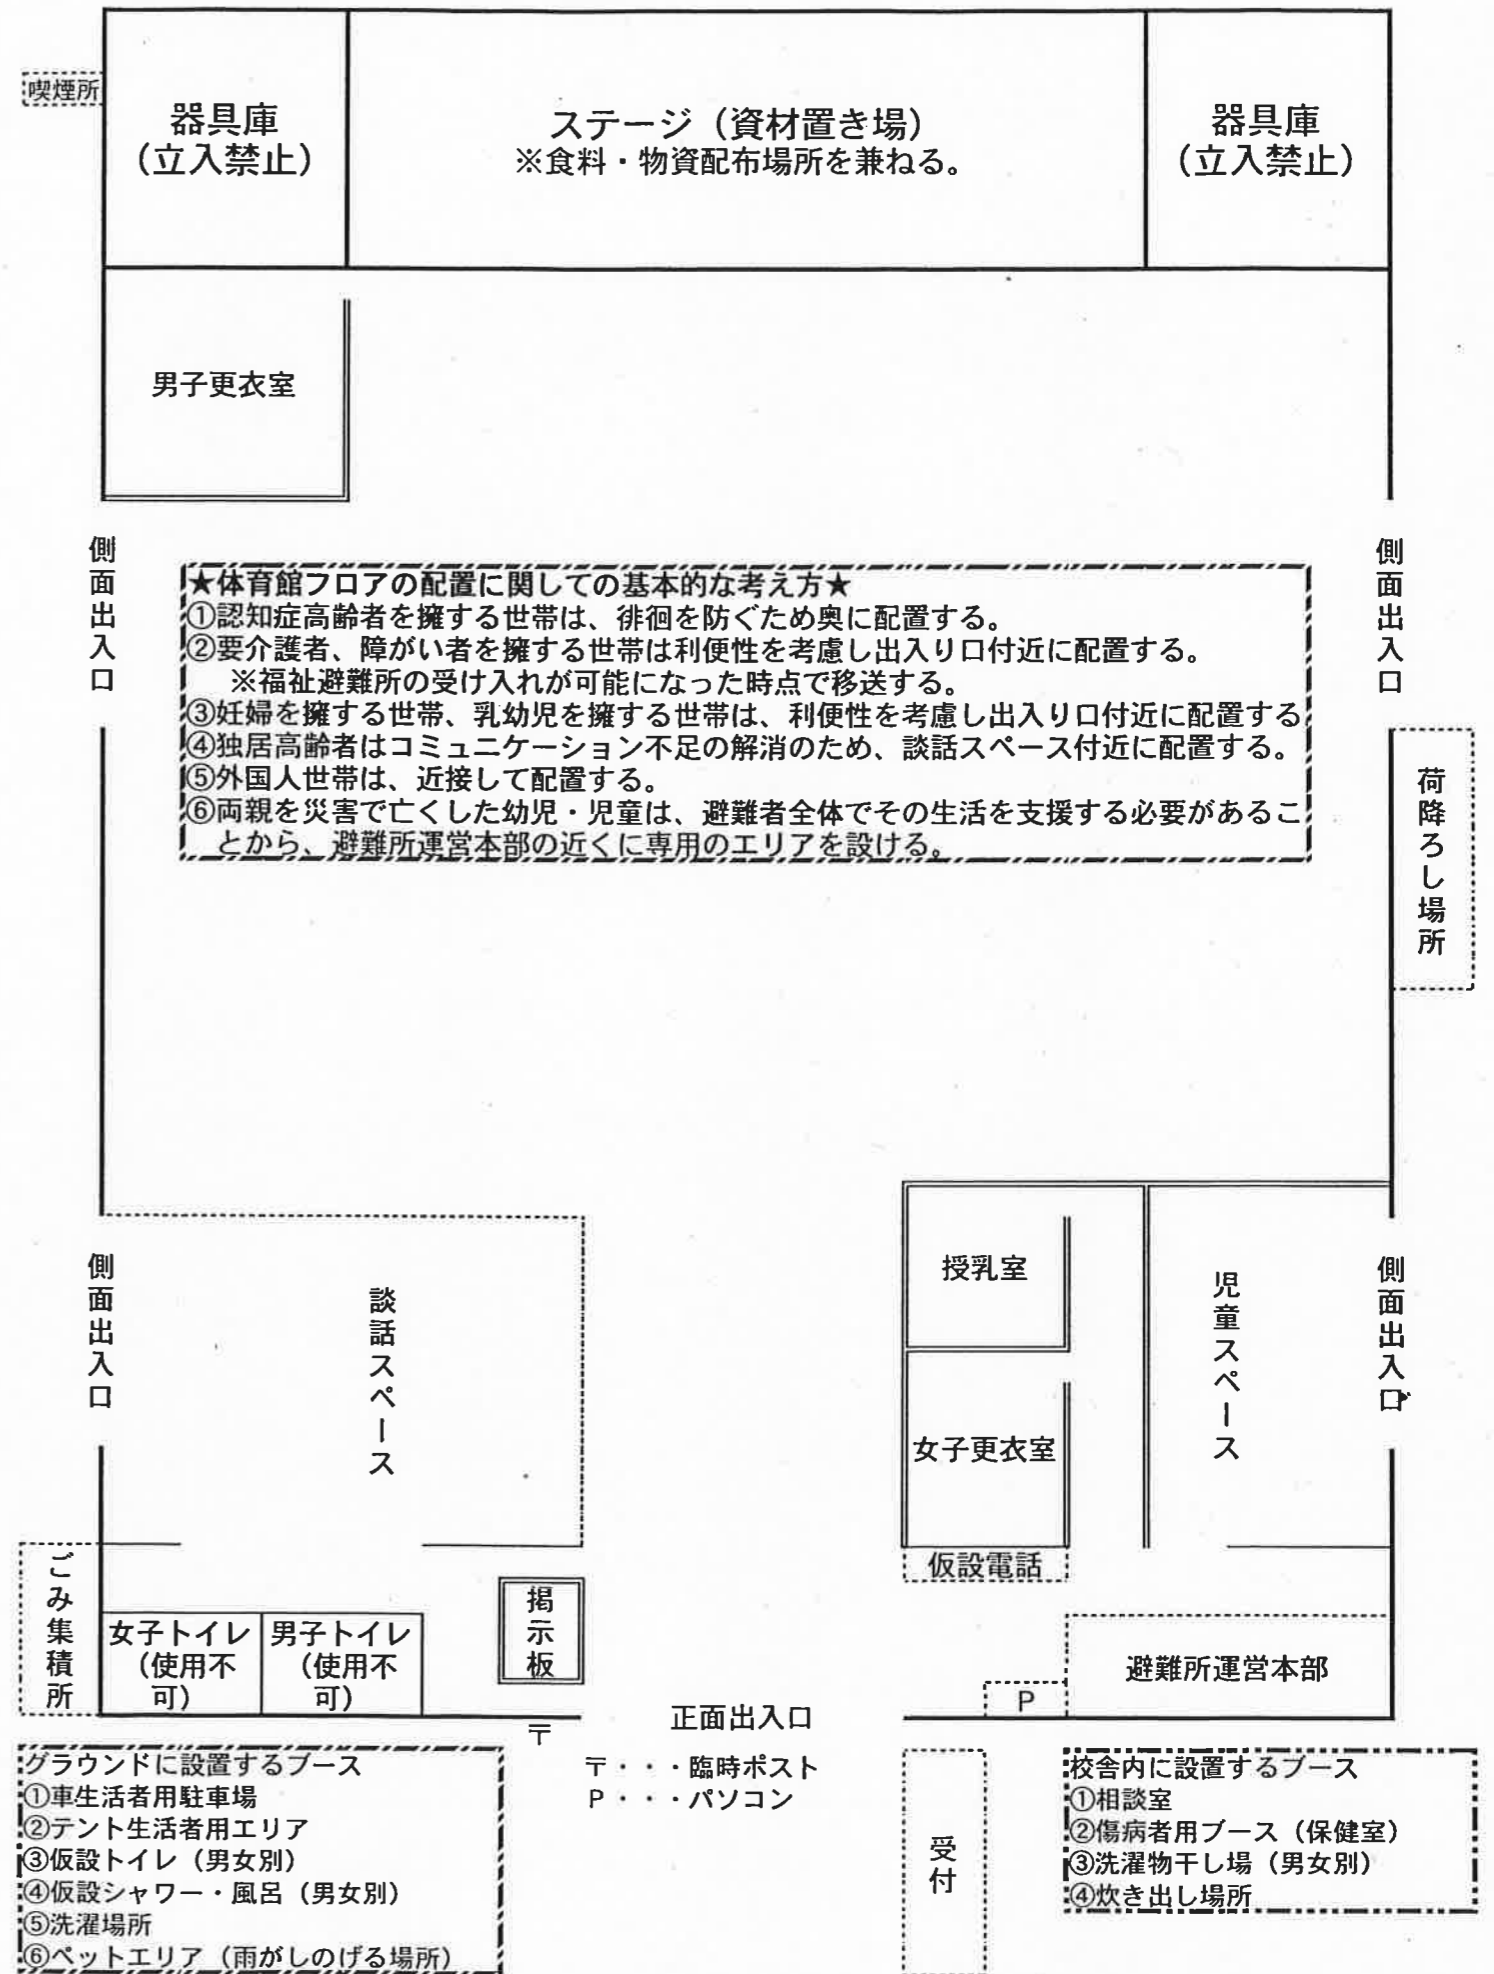 喫煙所
器具庫
（立入禁止）
ステージ（資材置き場）
※食料・物資配布場所を兼ねる。
器具庫
（立入禁止）
男子更衣室
側面出入口
側面出入口
★体育館フロアの配置に関しての基本的な考え方★
①認知症高齢者を擁する世帯は、徘徊を防ぐため奥に配置する。
②要介護者、障がい者を擁する世帯は利便性を考慮し出入り口付近に配置する。
※福祉避難所の受け入れが可能になった時点で移送する。
③妊婦を擁する世帯、乳幼児を擁する世帯は、利便性を考慮し出入り口付近に配置する
④独居高齢者はコミュニケーション不足の解消のため、談話スペース付近に配置する。
⑤外国人世帯は、近接して配置する。
⑥両親を災害で亡くした幼児・児童は、避難者全体でその生活を支援する必要があるこ
とから、避難所運営本部の近くに専用のエリアを設ける。
荷降ろし場所
側面出入口
談話スペース
授乳室
児童スペース
側面出入口
女子更衣室
仮設電話
ごみ集積所
女子トイレ
（使用不
可）
男子トイレ
（使用不
可）
掲示板
避難所運営本部
P
正面出入口
〒
〒・・・臨時ポスト
P・・・パソコン
グラウンドに設置するブース
①車生活者用駐車場
②テント生活者用エリア
③仮設トイレ（男女別）
④仮設シャワー・風呂（男女別）
⑤洗濯場所
⑥ペットエリア（雨がしのげる場所）
受付
校舎内に設置するブース
①相談室
②傷病者用ブース（保健室）
③洗濯物干し場（男女別）
④炊き出し場所